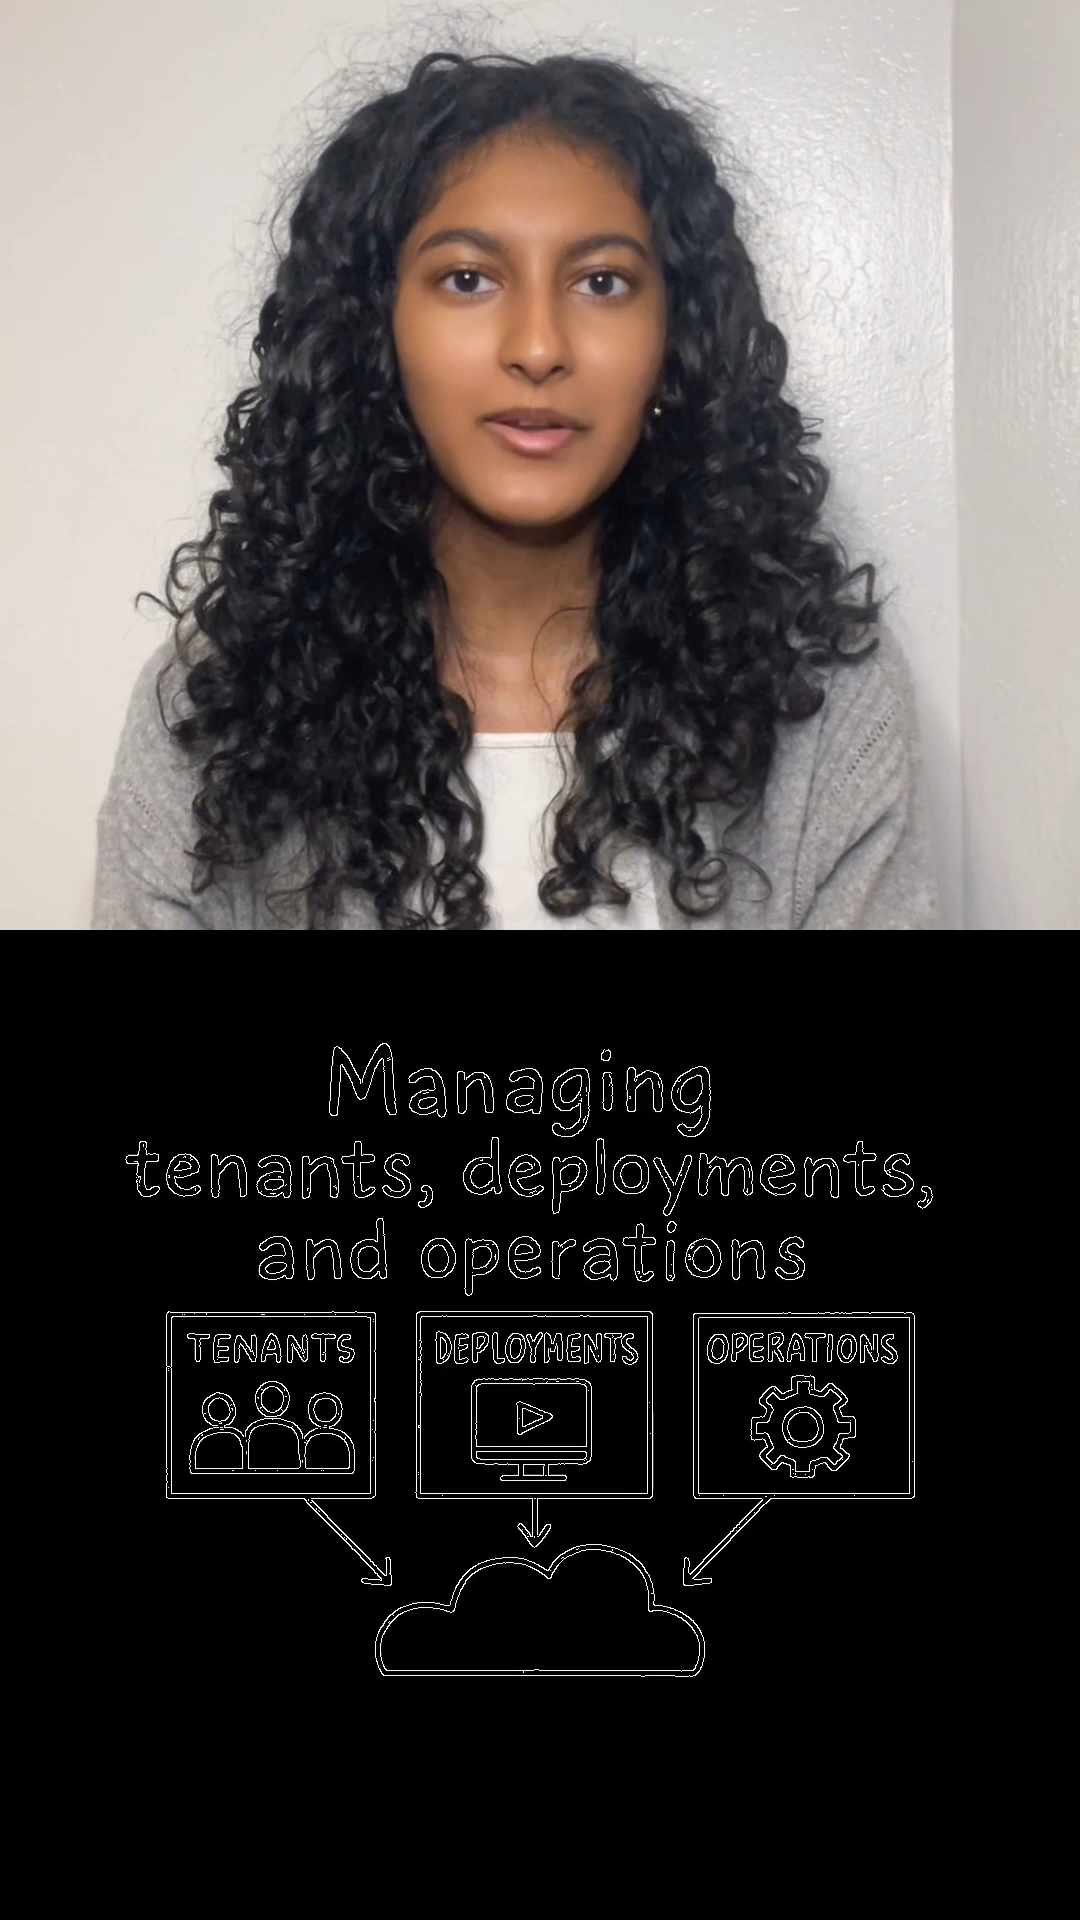 Managing
tenants, deployments,
and operations
TENANTS
DEPLOYMENTS
OPERATIONS